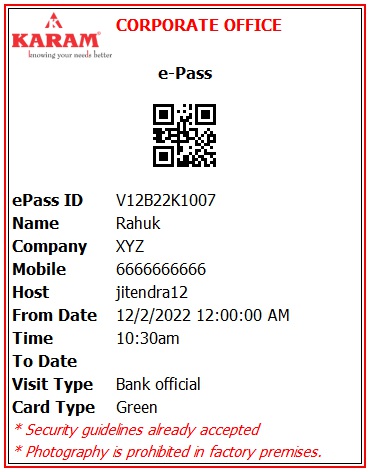 CORPORATE OFFICE
KARAM®
knowing your needs better
e-Pass
ePass ID V12B22K1007
Name Rahuk
Company XYZ
Mobile 6666666666
Host jitendra12
From Date 12/2/2022 12:00:00 AM
Time 10:30am
To Date
Visit Type Bank official
Card Type Green
* Security guidelines already accepted
* Photography is prohibited in factory premises.